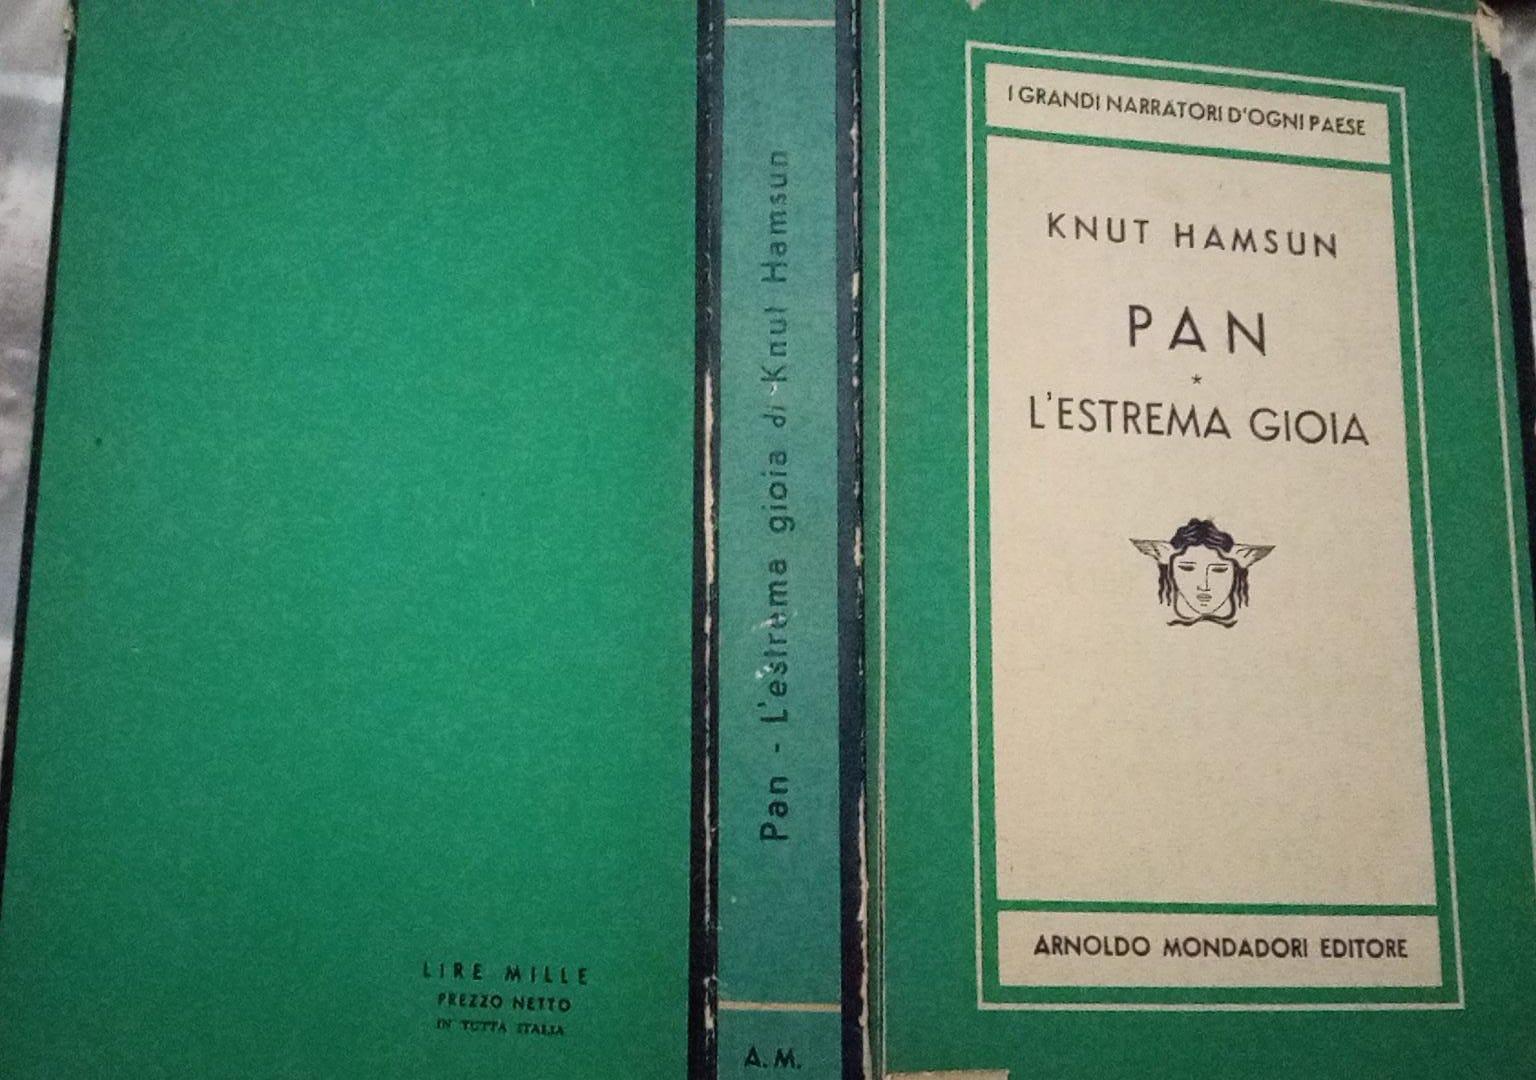 LIRE MILLE
PREZZO NETTO
IN TUTTA ITALIA
Pan - L'estrema gioia di Knut Hamsun
A. M.
I GRANDI NARRATORI D'OGNI PAESE
KNUT HAMSUN
PAN
*
L'ESTREMA GIOIA
ARNOLDO MONDADORI EDITORE